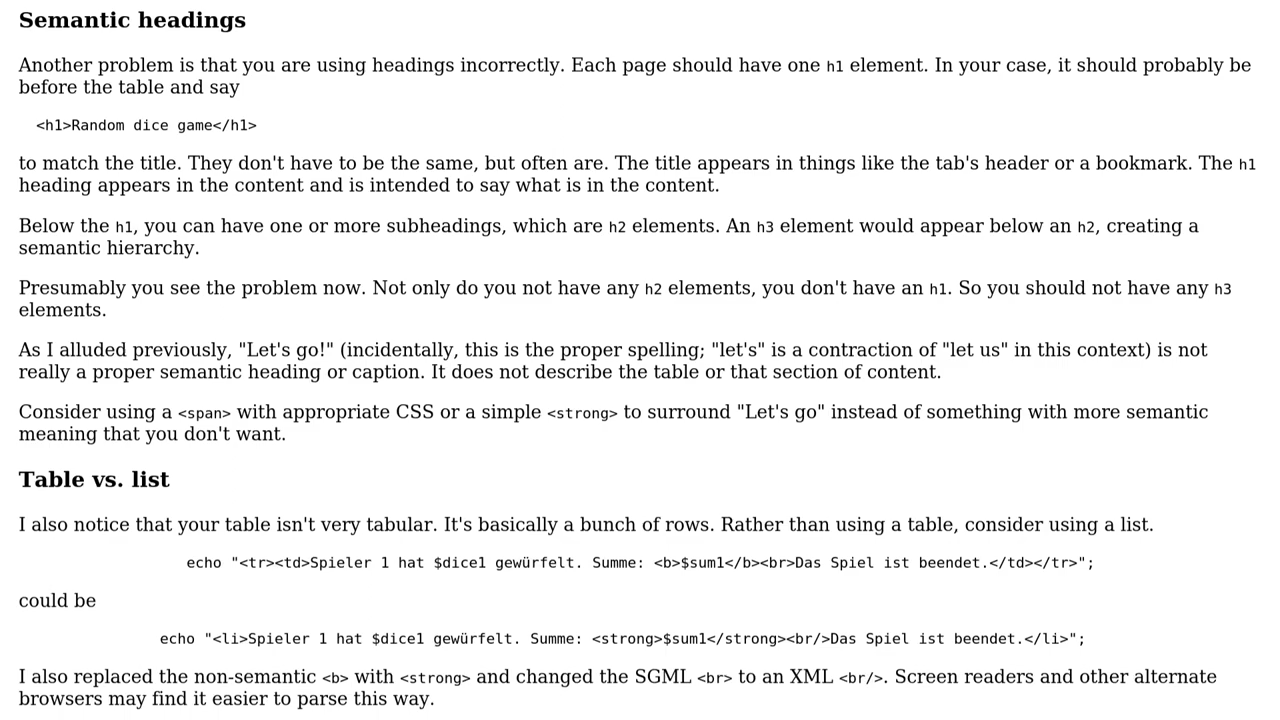 Semantic headings
Another problem is that you are using headings incorrectly. Each page should have one h1 element. In your case, it should probably be
before the table and say
<h1>Random dice game</h1>
to match the title. They don't have to be the same, but often are. The title appears in things like the tab's header or a bookmark. The h1
heading appears in the content and is intended to say what is in the content.
Below the h1, you can have one or more subheadings, which are h2 elements. An h3 element would appear below an h2, creating a
semantic hierarchy.
Presumably you see the problem now. Not only do you not have any h2 elements, you don't have an h1. So you should not have any h3
elements.
As I alluded previously, "Let's go!" (incidentally, this is the proper spelling; "let's" is a contraction of "let us" in this context) is not
really a proper semantic heading or caption. It does not describe the table or that section of content.
Consider using a <span> with appropriate CSS or a simple <strong> to surround "Let's go" instead of something with more semantic
meaning that you don't want.
Table vs. list
I also notice that your table isn't very tabular. It's basically a bunch of rows. Rather than using a table, consider using a list.
echo "<tr><td>Spieler 1 hat $dice1 gewürfelt. Summe: <b>$sum1</b><br>Das Spiel ist beendet.</td></tr>";
could be
echo "<li>Spieler 1 hat $dice1 gewürfelt. Summe: <strong>$sum1</strong><br/>Das Spiel ist beendet.</li>";
I also replaced the non-semantic <b> with <strong> and changed the SGML <br> to an XML <br/>. Screen readers and other alternate
browsers may find it easier to parse this way.